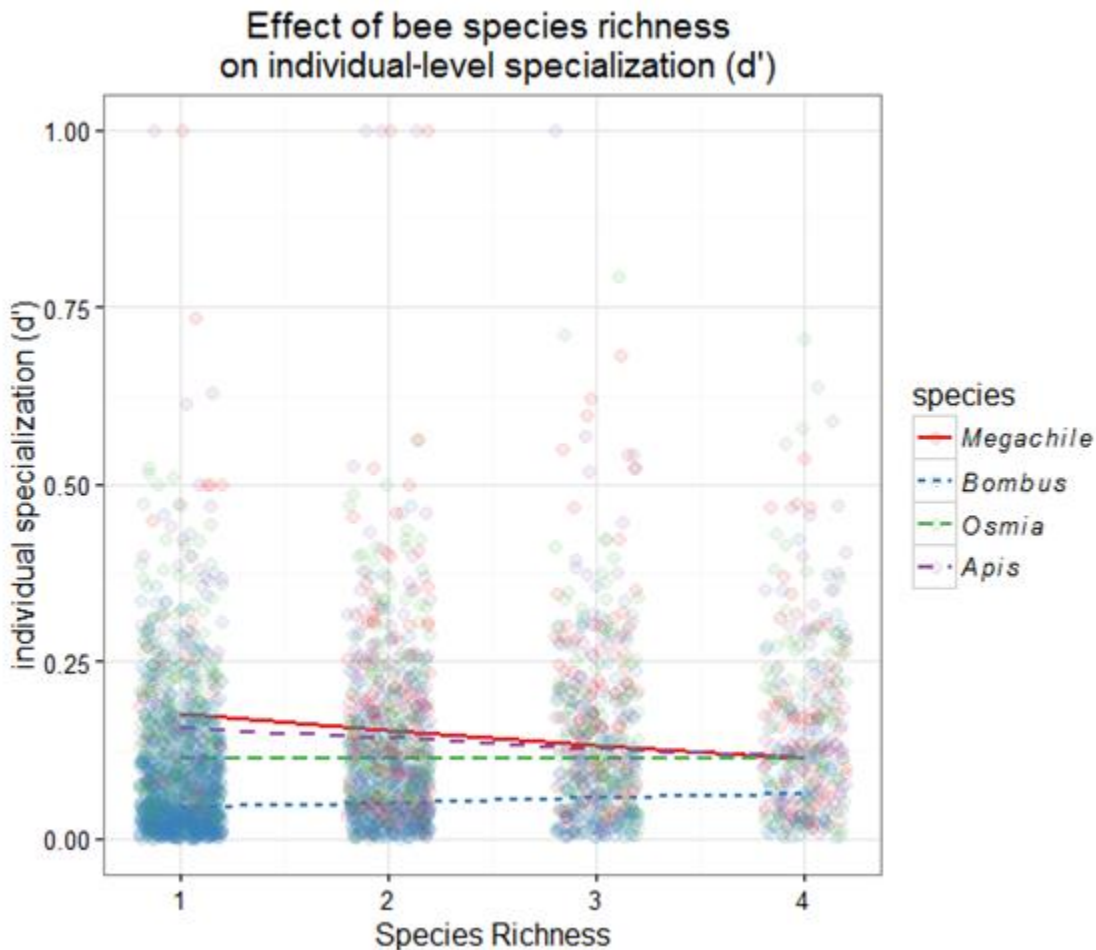 Effect of bee species richness
on individual-level specialization (d')
individual specialization (d')
1.00
0.75
0.50
0.25
0.00
1 2 3 4
Species Richness
species
Megachile
Bombus
Osmia
Apis